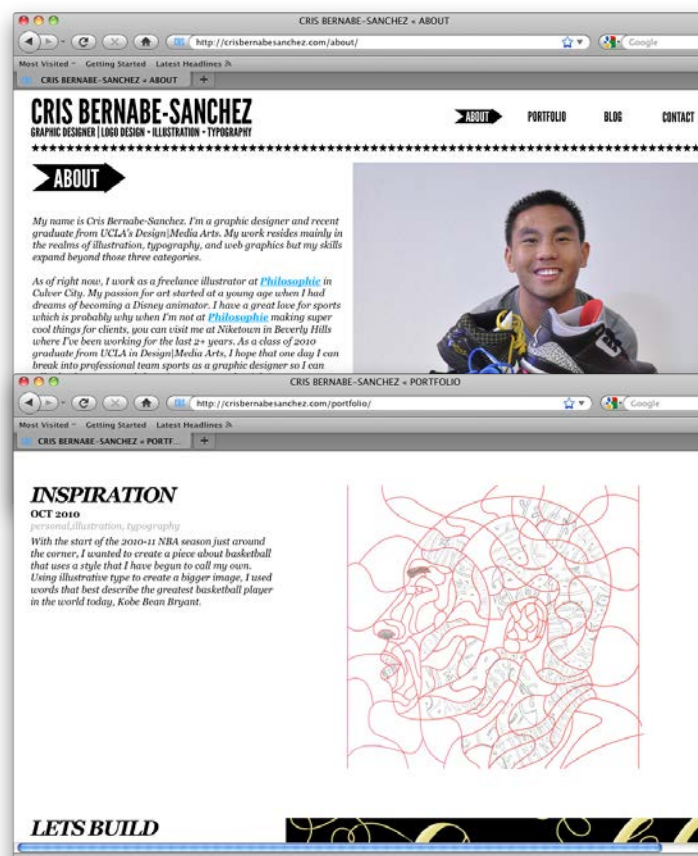 CRIS BERNABE-SANCHEZ « ABOUT
http://crisbernabesanchez.com/about/
Google
Most Visited
Getting Started
Latest Headlines
CRIS BERNABE-SANCHEZ « ABOUT
+
CRIS BERNABE-SANCHEZ
GRAPHIC DESIGNER | LOGO DESIGN • ILLUSTRATION • TYPOGRAPHY
ABOUT
PORTFOLIO
BLOG
CONTACT
ABOUT
My name is Cris Bernabe-Sanchez. I'm a graphic designer and recent
graduate from UCLA's Design|Media Arts. My work resides mainly in
the realms of illustration, typography, and web graphics but my skills
expand beyond those three categories.
As of right now, I work as a freelance illustrator at Philosophie in
Culver City. My passion for art started at a young age when I had
dreams of becoming a Disney animator. I have a great love for sports
which is probably why when I'm not at Philosophie making super
cool things for clients, you can visit me at Niketown in Beverly Hills
where I've been working for the last 2+ years. As a class of 2010
graduate from UCLA in Design|Media Arts, I hope that one day I can
break into professional team sports as a graphic designer so I can
CRIS BERNABE-SANCHEZ « PORTFOLIO
http://crisbernabesanchez.com/portfolio/
Google
Most Visited
Getting Started
Latest Headlines
CRIS BERNABE-SANCHEZ « PORTF...
+
INSPIRATION
OCT 2010
personal,illustration, typography
With the start of the 2010-11 NBA season just around
the corner, I wanted to create a piece about basketball
that uses a style that I have begun to call my own.
Using illustrative type to create a bigger image, I used
words that best describe the greatest basketball player
in the world today, Kobe Bean Bryant.
LETS BUILD